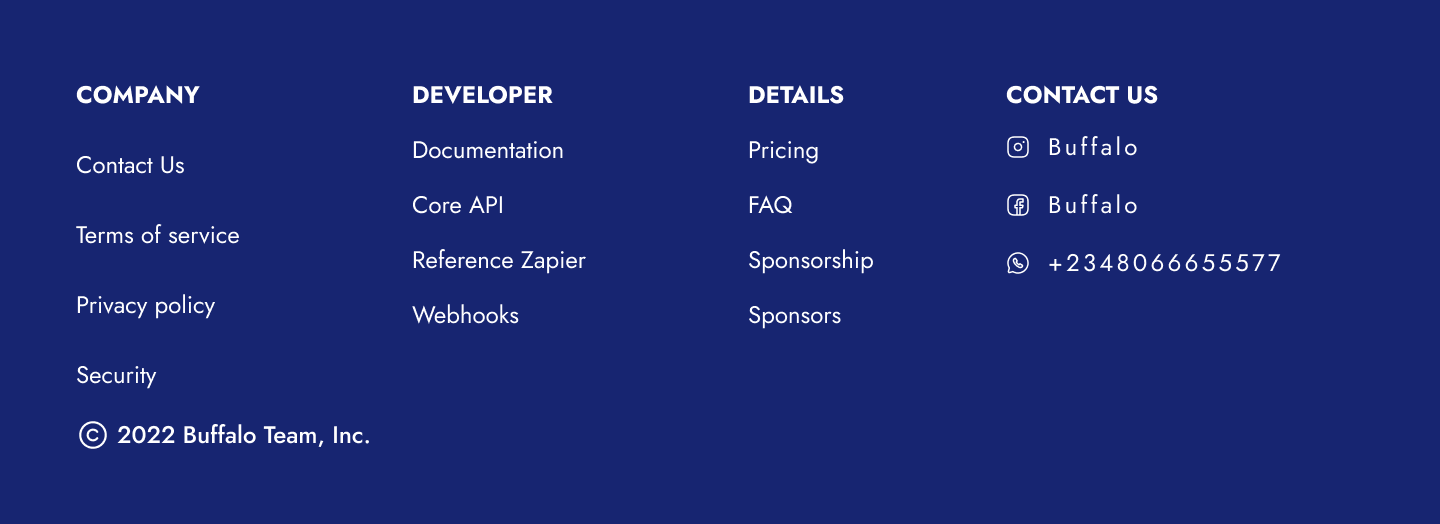 COMPANY
Contact Us
Terms of service
Privacy policy
Security
DEVELOPER
Documentation
Core API
Reference Zapier
Webhooks
DETAILS
Pricing
FAQ
Sponsorship
Sponsors
CONTACT US
Buffalo
Buffalo
+2348066655577
© 2022 Buffalo Team, Inc.